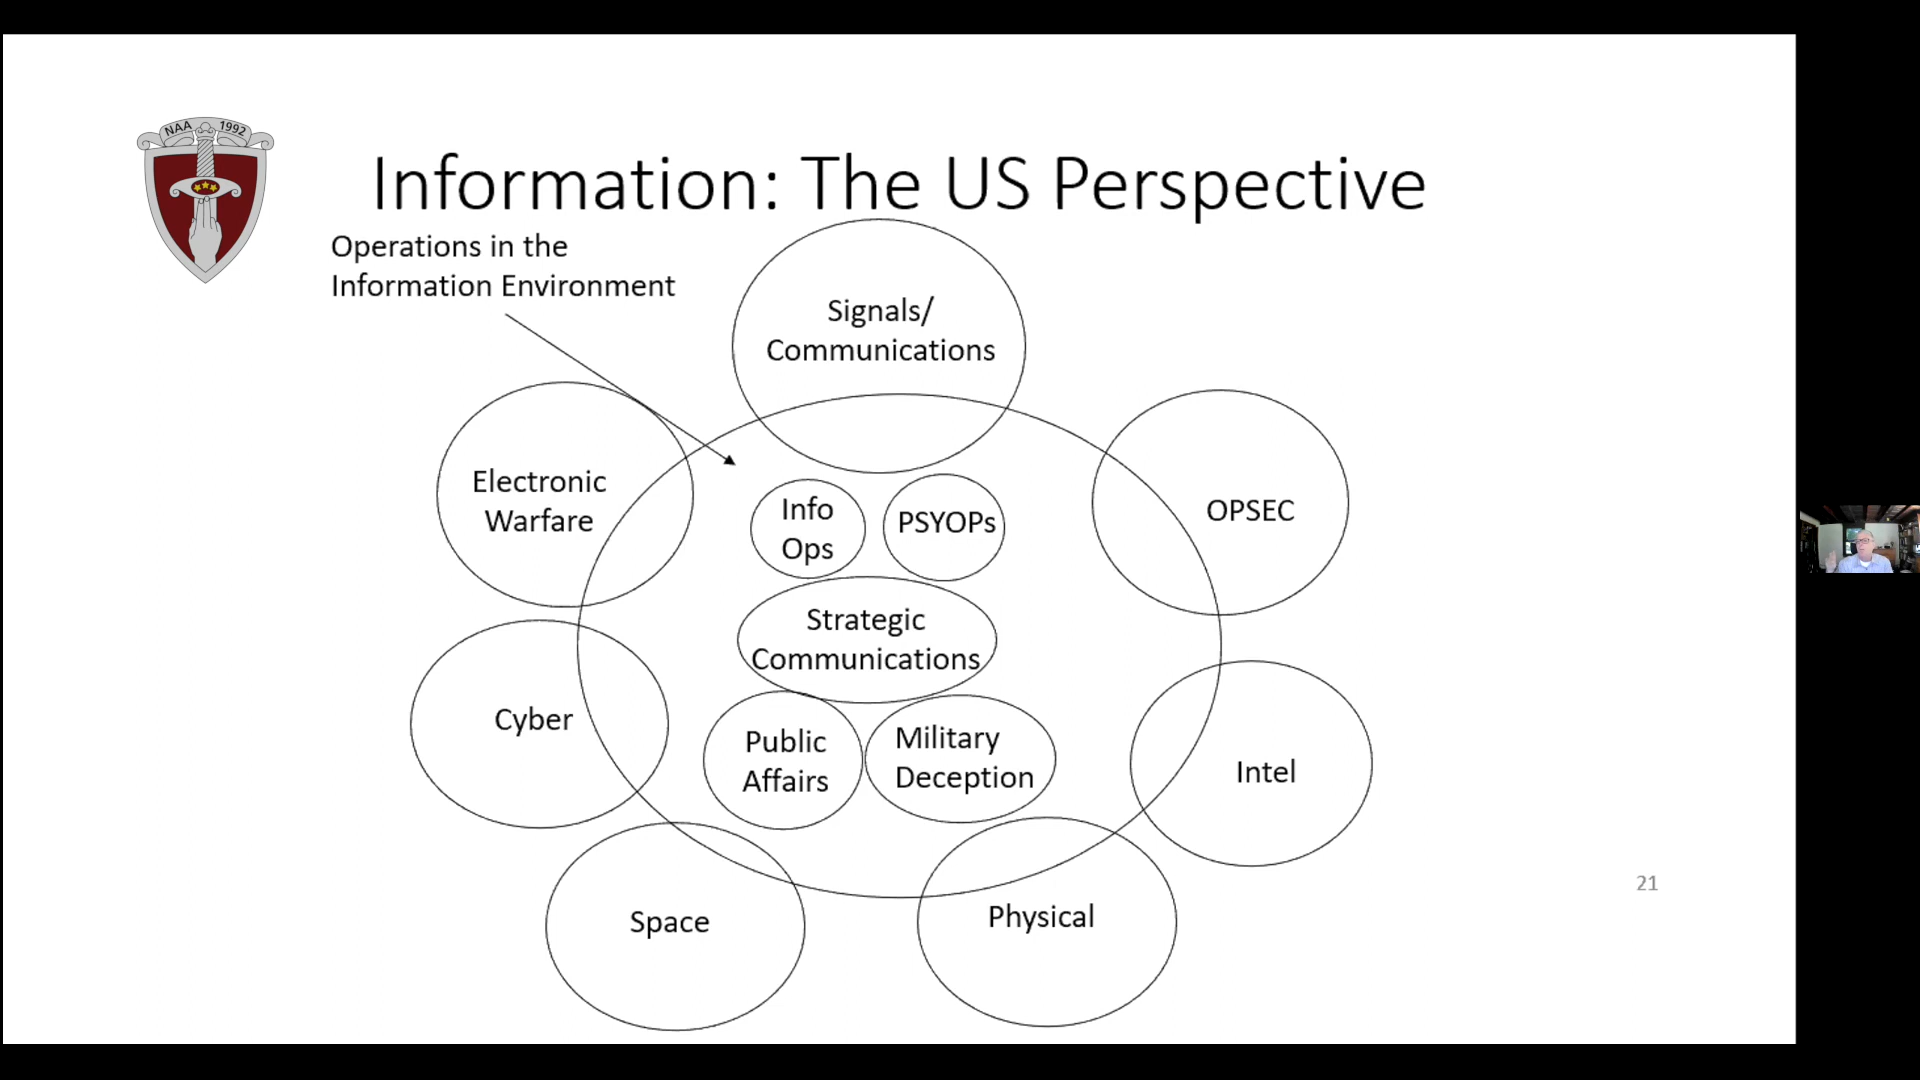 NAA 1992
Information: The US Perspective
Operations in the
Information Environment
Signals/
Communications
Electronic
Warfare
Info
Ops
PSYOPs
OPSEC
Strategic
Communications
Cyber
Public
Affairs
Military
Deception
Intel
Space
Physical
21